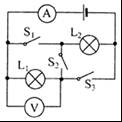 A
S₁ L₂
L₁ S₂ S₃
V